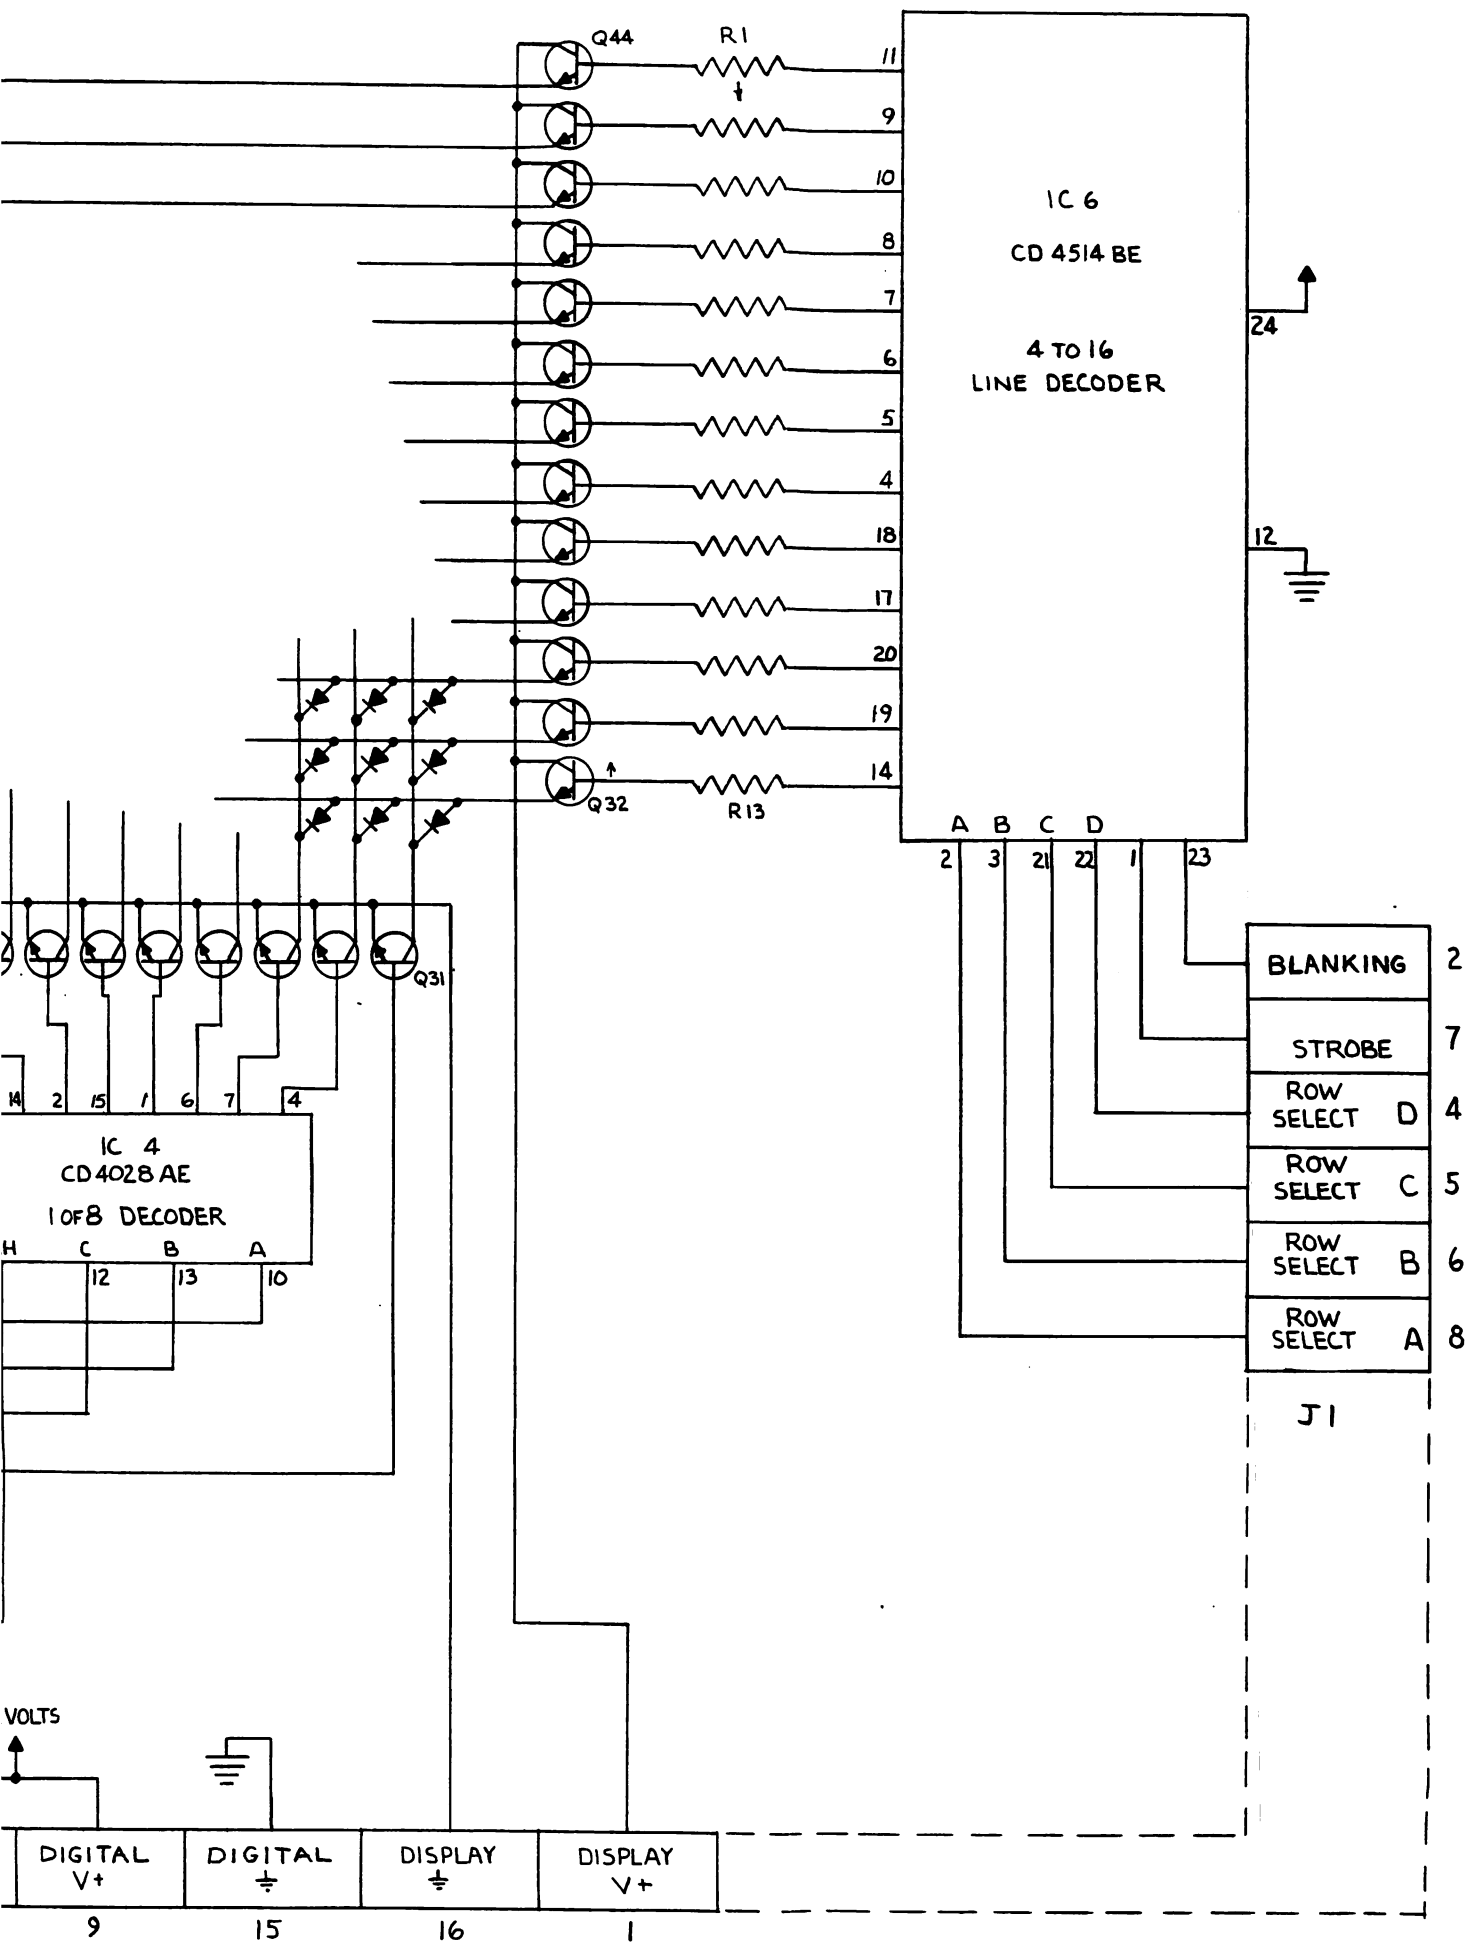 Q44
R1
11
9
10
8
7
6
5
4
18
17
20
19
14
Q32
R13
IC 6
CD 4514 BE
4 TO 16
LINE DECODER
24
12
A B C D
2 3 21 22 1 23
BLANKING 2
STROBE 7
ROW
SELECT D 4
ROW
SELECT C 5
ROW
SELECT B 6
ROW
SELECT A 8
J1
Q31
14 2 15 1 6 7 4
IC 4
CD4028AE
1 OF 8 DECODER
H C B A
12 13 10
VOLTS
DIGITAL
V+
DIGITAL
DISPLAY
DISPLAY
V+
9 15 16 1